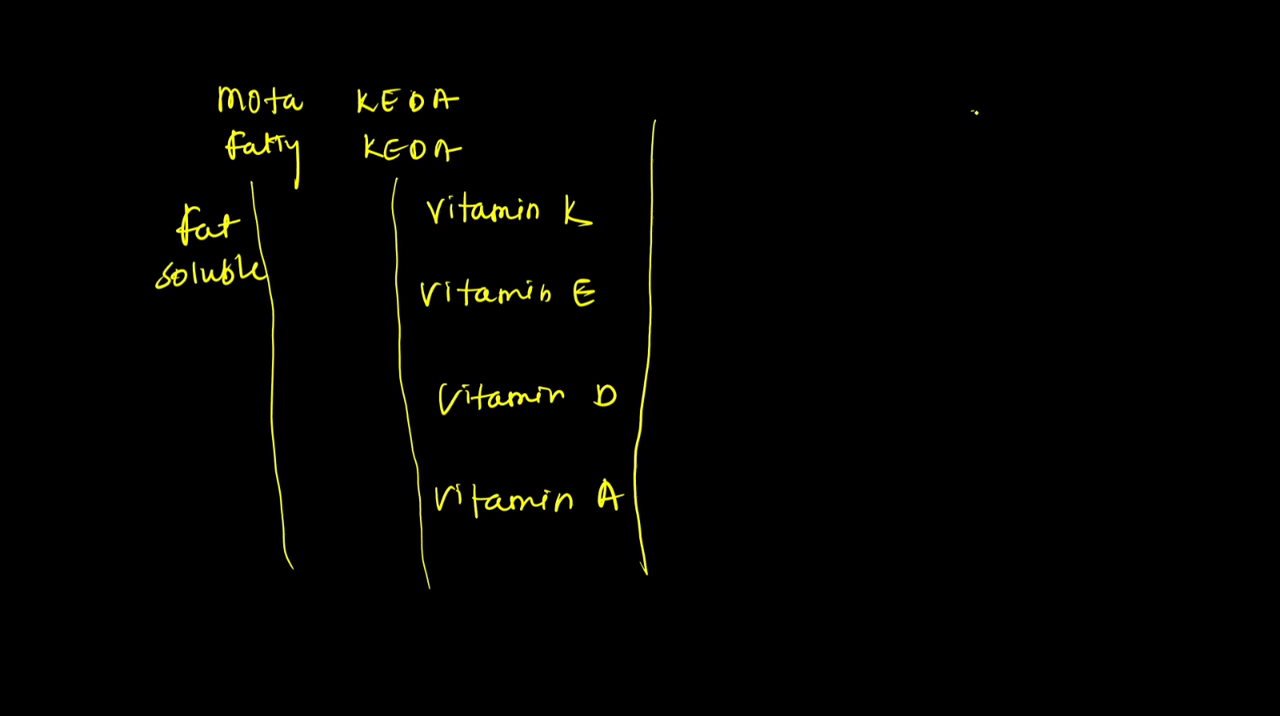 Mota KEDA
fatty KEDA
fat
soluble
vitamin K
vitamin E
vitamin D
vitamin A